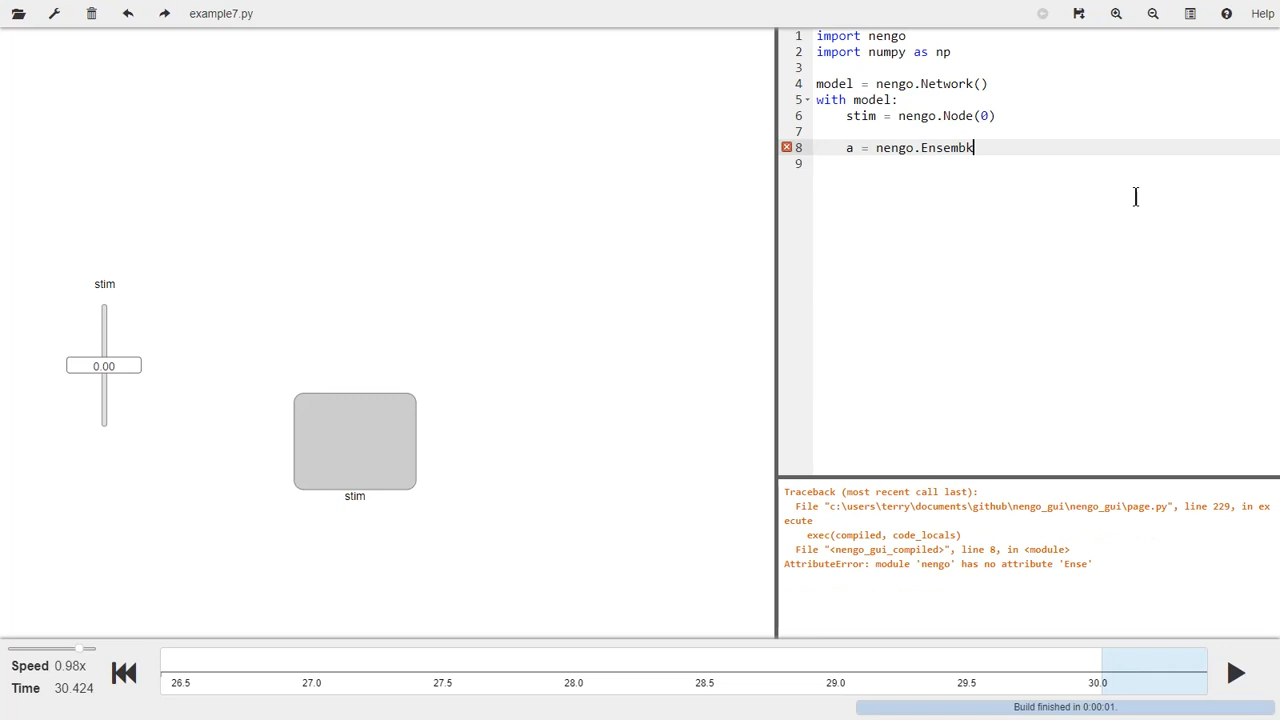 example7.py
Help
1 import nengo
2 import numpy as np
3
4 model = nengo.Network()
5 with model:
6 stim = nengo.Node(0)
7
8 a = nengo.Ensembk
9
stim
0.00
stim
Traceback (most recent call last):
File "c:\users\terry\documents\github\nengo_gui\nengo_gui\page.py", line 229, in ex
ecute
exec(compiled, code_locals)
File "<nengo_gui_compiled>", line 8, in <module>
AttributeError: module 'nengo' has no attribute 'Ense'
Speed 0.98x
Time 30.424
26.5 27.0 27.5 28.0 28.5 29.0 29.5 30.0
Build finished in 0:00:01.